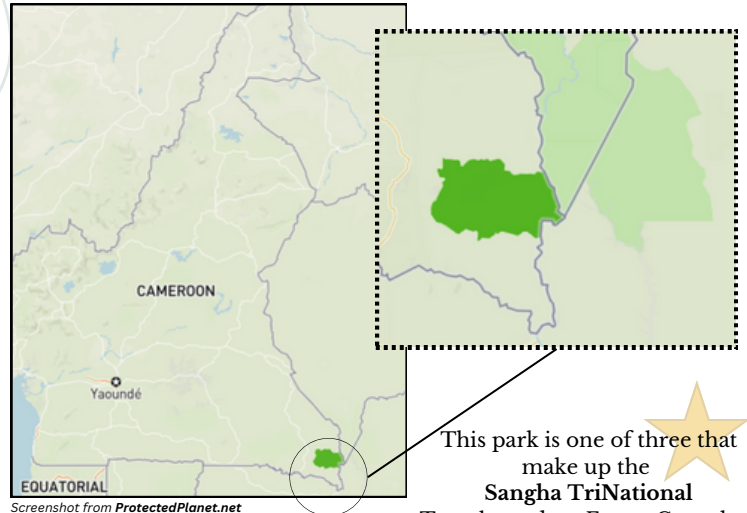 CAMEROON
Yaoundé
EQUATORIAL
Screenshot from ProtectedPlanet.net
This park is one of three that
make up the
Sangha TriNational